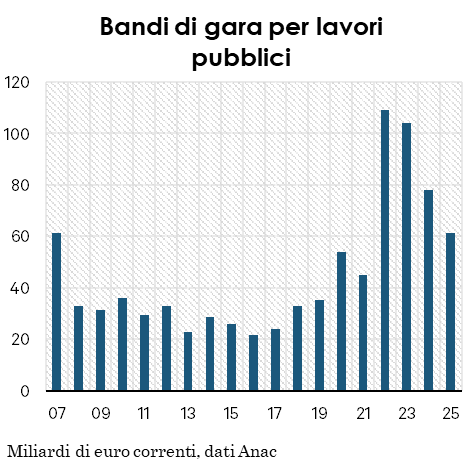 Bandi di gara per lavori
pubblici
120
100
80
60
40
20
0
07 09 11 13 15 17 19 21 23 25
Miliardi di euro correnti, dati Anac